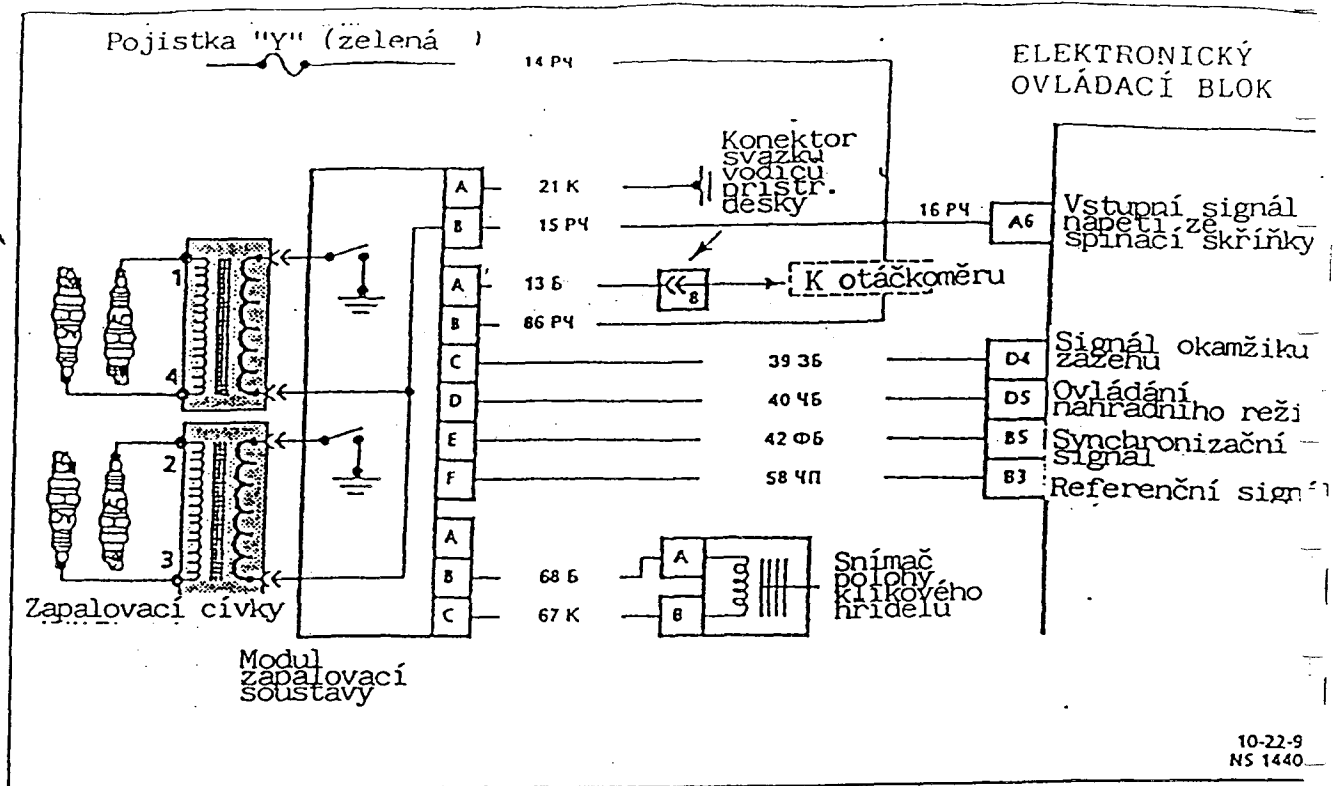 Pojistka "Y" (zelená )
14 РЧ
ELEKTRONICKÝ
OVLÁDACÍ BLOK
Konektor
svazku
vodičů
přístr.
desky
A
21 К
B
15 РЧ
16 РЧ
A6
Vstupní signál
napětí ze
spínací skříňky
1
4
A
13 Б
8
K otáčkoměru
B
86 РЧ
C
39 ЗБ
D4
Signál okamžiku
zážehu
D
40 ЧБ
D5
Ovládání
náhradního reži
E
42 ФБ
B5
Synchronizační
signál
F
58 ЧП
B3
Referenční
2
3
A
B
68 Б
A
C
67 К
B
Snímač
polohy
klikového
hřídelu
Zapalovací cívky
Modul
zapalovací
soustavy
10-22-9
NS 1440